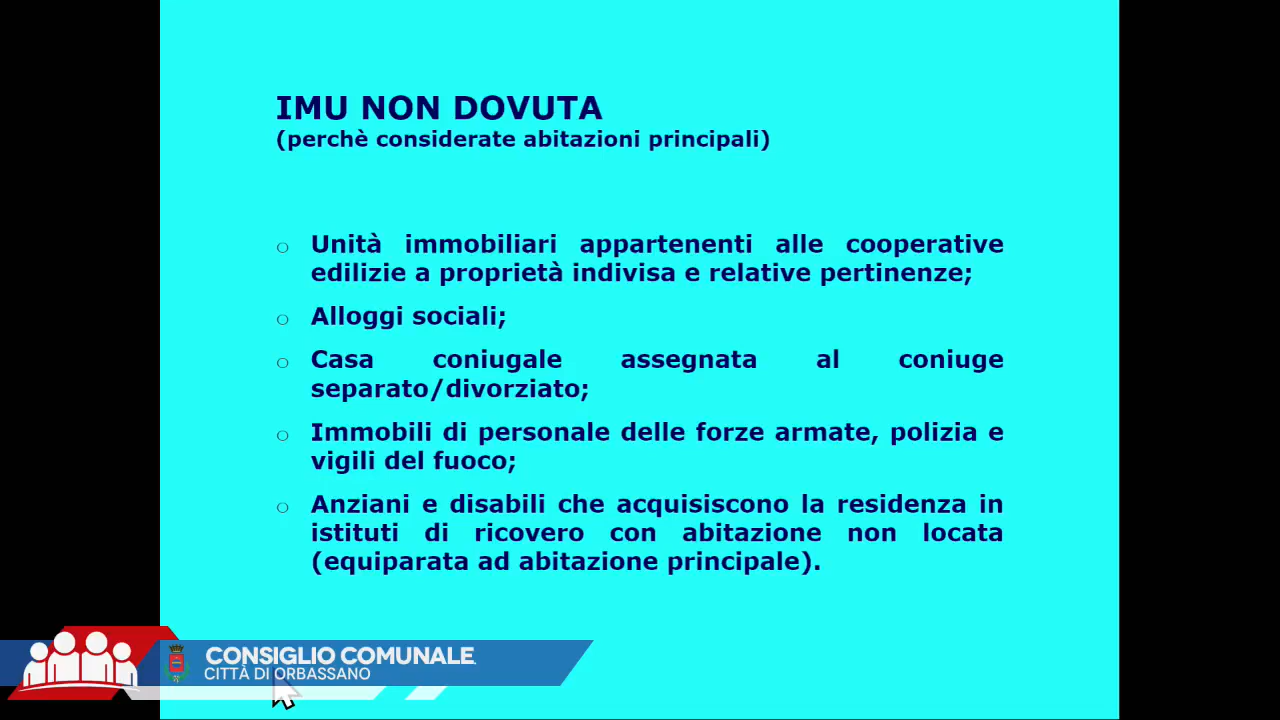 IMU NON DOVUTA
(perchè considerate abitazioni principali)
Unità immobiliari appartenenti alle cooperative
edilizie a proprietà indivisa e relative pertinenze;
Alloggi sociali;
Casa coniugale assegnata al coniuge
separato/divorziato;
Immobili di personale delle forze armate, polizia e
vigili del fuoco;
Anziani e disabili che acquisiscono la residenza in
istituti di ricovero con abitazione non locata
(equiparata ad abitazione principale).
CONSIGLIO COMUNALE
CITTÀ DI ORBASSANO